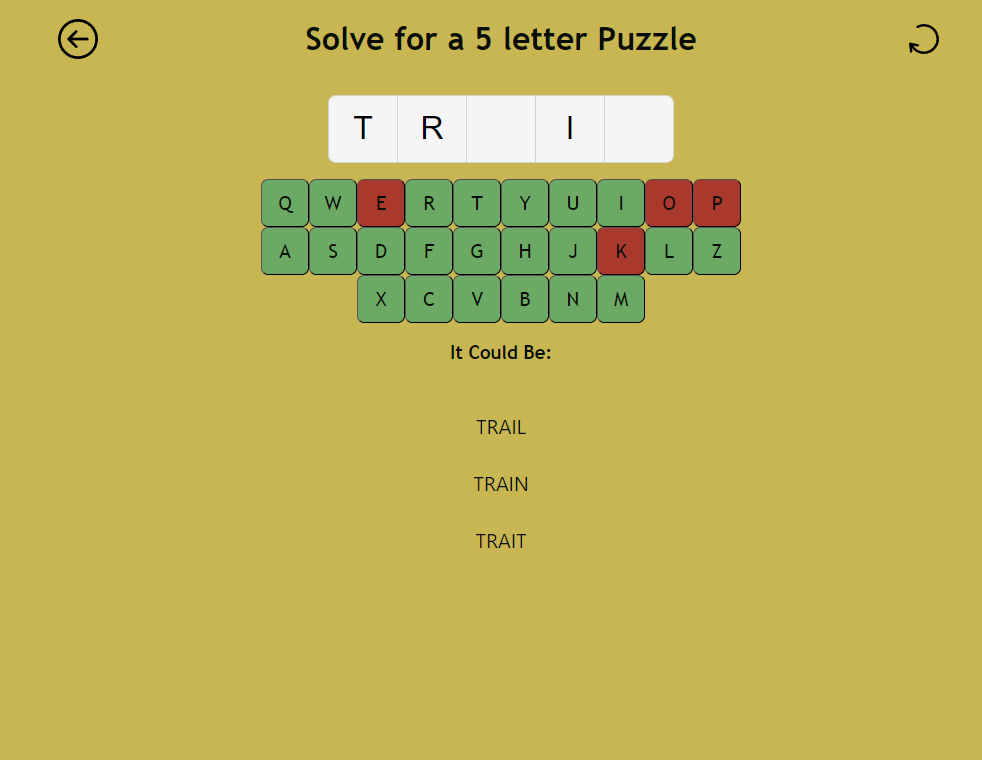 Solve for a 5 letter Puzzle
T R I
Q W E R T Y U I O P
A S D F G H J K L Z
X C V B N M
It Could Be:
TRAIL
TRAIN
TRAIT